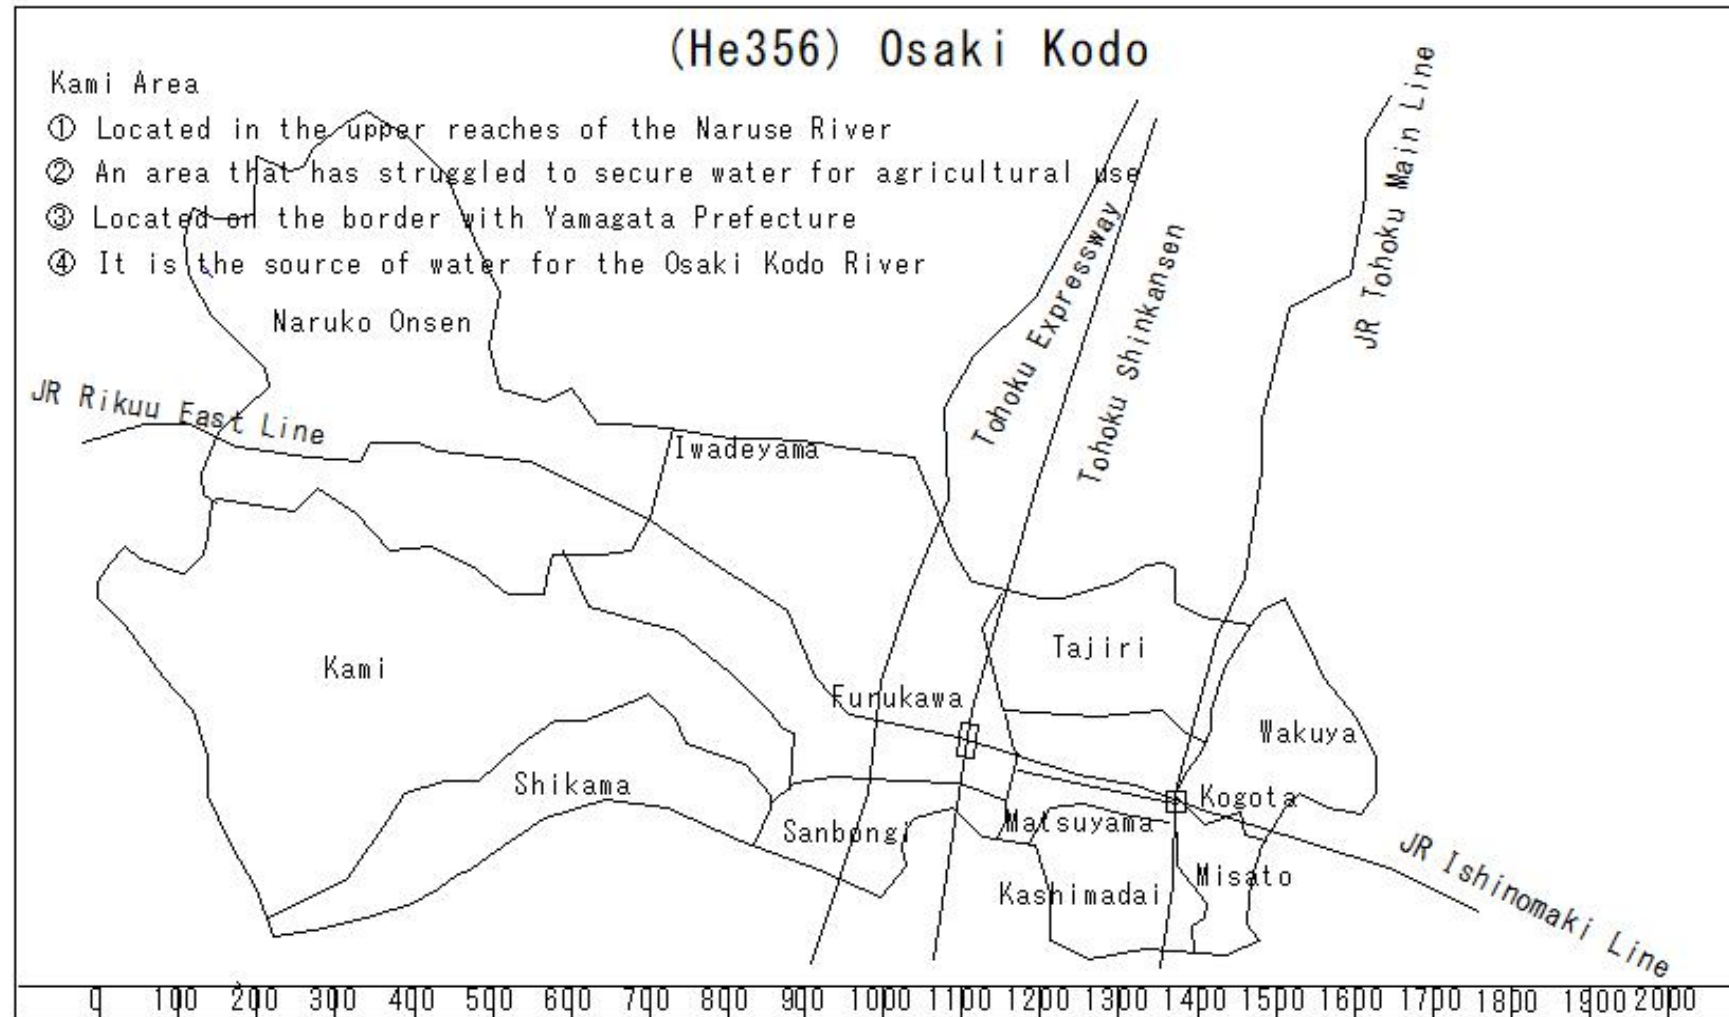 (He356) Osaki Kodo
Kami Area
① Located in the upper reaches of the Naruse River
② An area that has struggled to secure water for agricultural use
③ Located on the border with Yamagata Prefecture
④ It is the source of water for the Osaki Kodo River
Naruko Onsen
JR Rikuu East Line
Iwadeyama
Tohoku Expressway
Tohoku Shinkansen
JR Tohoku Main Line
Kami
Furukawa
Tajiri
Wakuya
Shikama
Sanbongi
Matsuyama
Kogota
Kashimadai
Misato
JR Ishinomaki Line
0 100 200 300 400 500 600 700 800 900 1000 1100 1200 1300 1400 1500 1600 1700 1800 1900 2000